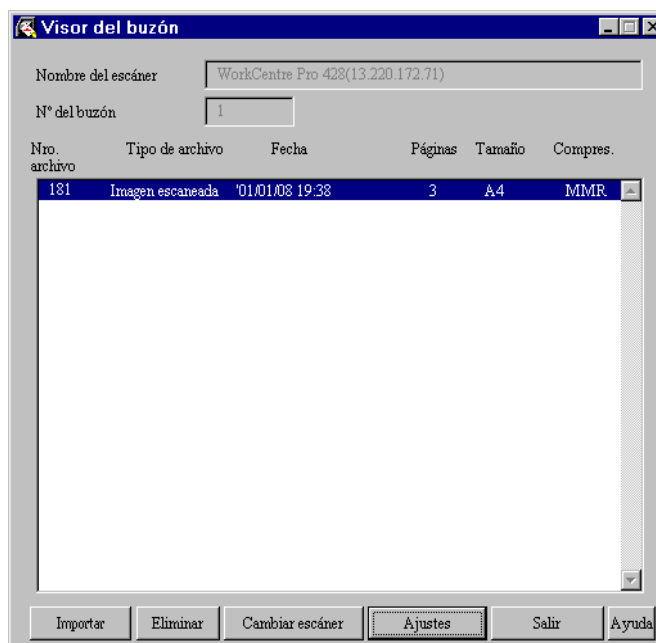 Visor del buzón
Nombre del escáner WorkCentre Pro 428(13.220.172.71)
Nº del buzón 1
Nro. archivo Tipo de archivo Fecha Páginas Tamaño Compres.
181 Imagen escaneada '01/01/08 19:38 3 A4 MMR
Importar Eliminar Cambiar escáner Ajustes Salir Ayuda